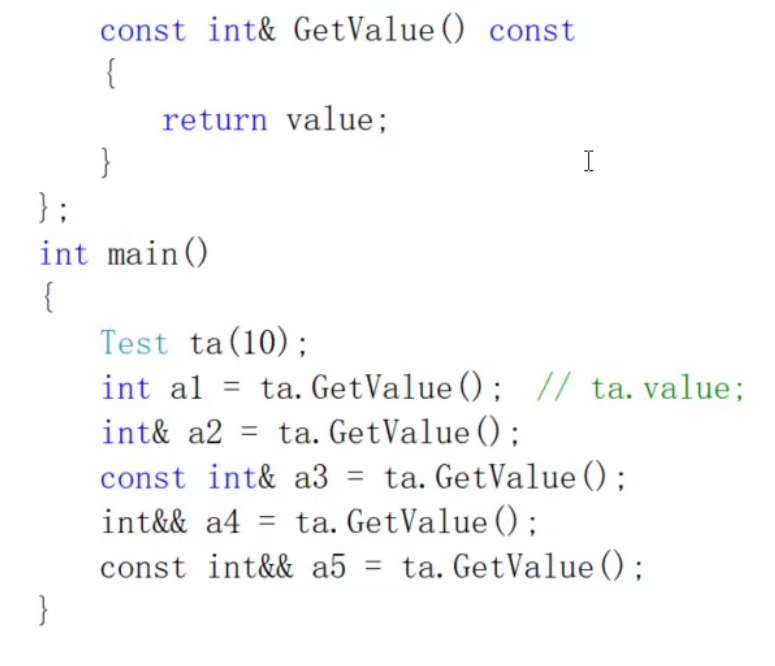 const int& GetValue() const
{
return value;
}
};
int main()
{
Test ta(10);
int a1 = ta.GetValue(); // ta.value;
int& a2 = ta.GetValue();
const int& a3 = ta.GetValue();
int&& a4 = ta.GetValue();
const int&& a5 = ta.GetValue();
}